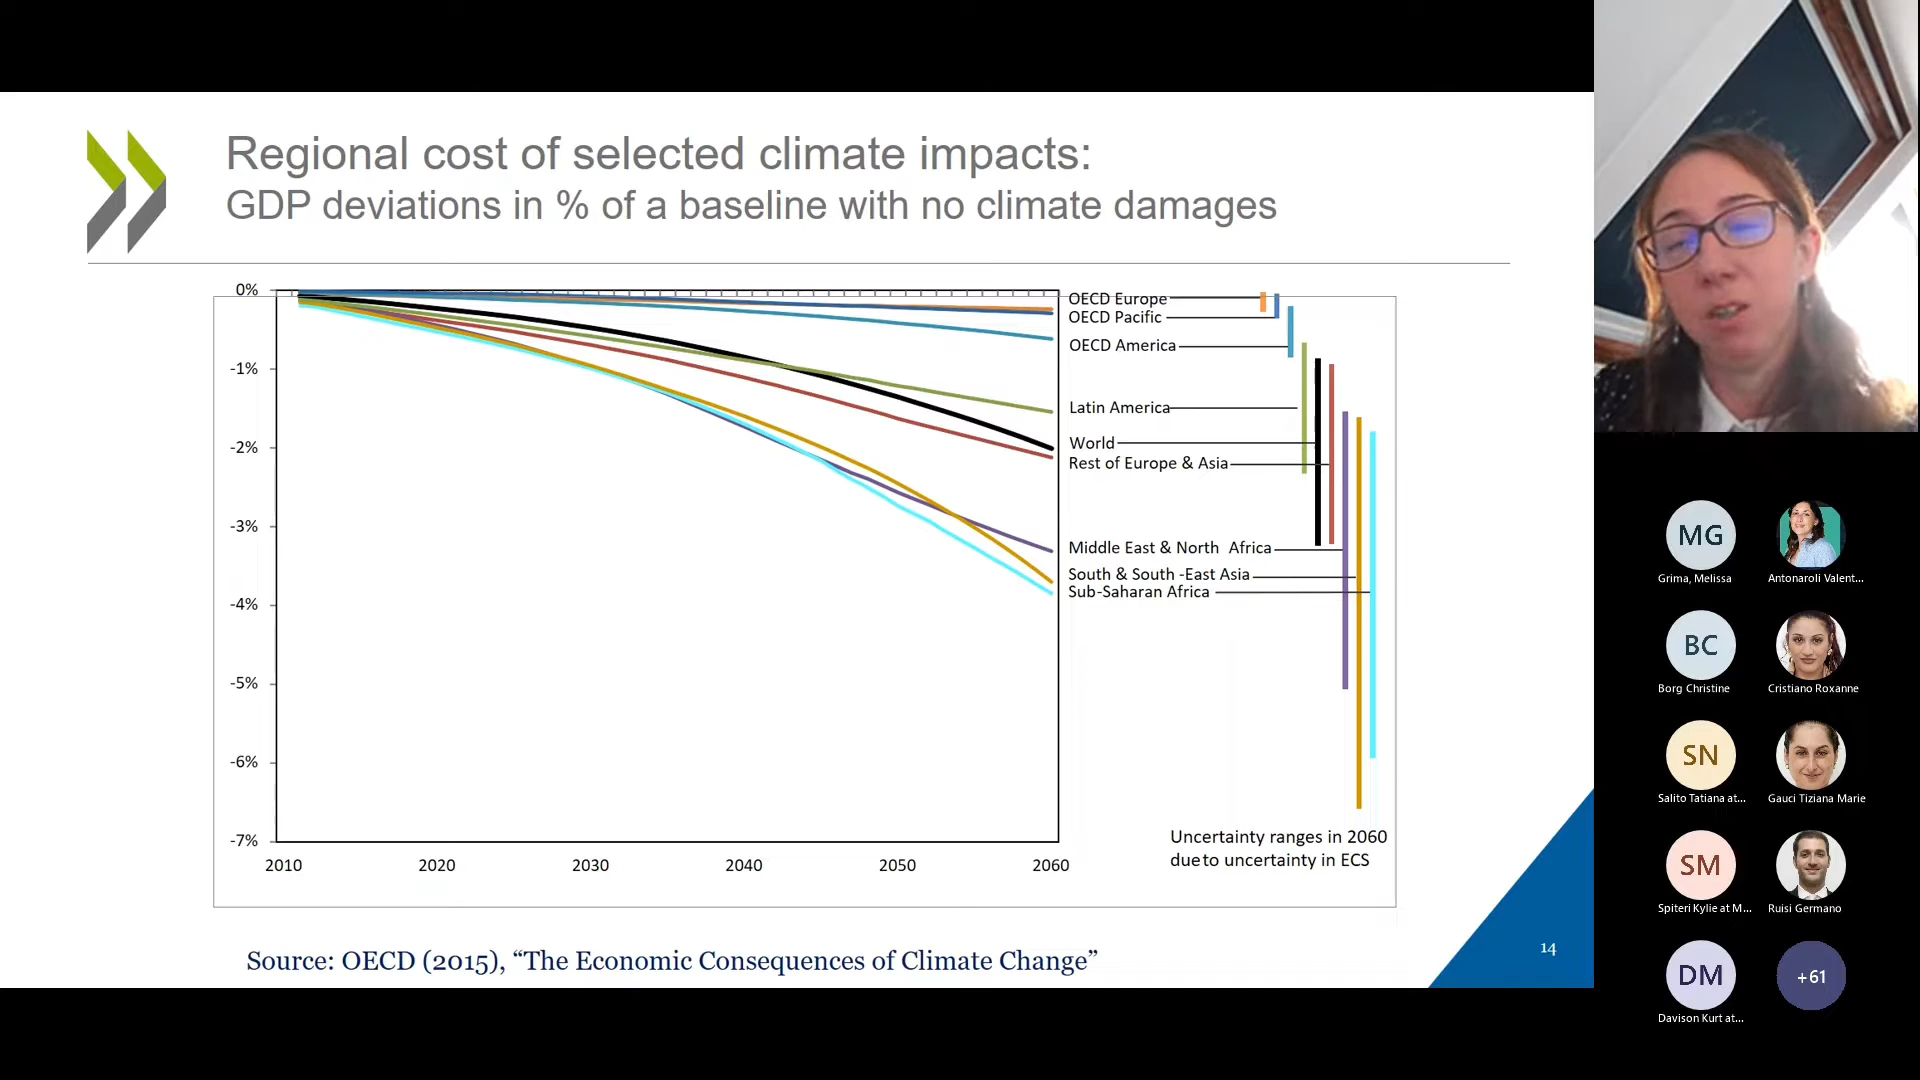 Regional cost of selected climate impacts:
GDP deviations in % of a baseline with no climate damages
0%
-1%
-2%
-3%
-4%
-5%
-6%
-7%
2010 2020 2030 2040 2050 2060
OECD Europe
OECD Pacific
OECD America
Latin America
World
Rest of Europe & Asia
Middle East & North Africa
South & South -East Asia
Sub-Saharan Africa
Uncertainty ranges in 2060
due to uncertainty in ECS
Source: OECD (2015), “The Economic Consequences of Climate Change”
14
MG
Grima, Melissa
Antonaroli Valent...
BC
Borg Christine
Cristiano Roxanne
SN
Salito Tatiana at...
Gauci Tiziana Marie
SM
Spiteri Kylie at M...
Ruisi Germano
DM
+61
Davison Kurt at...